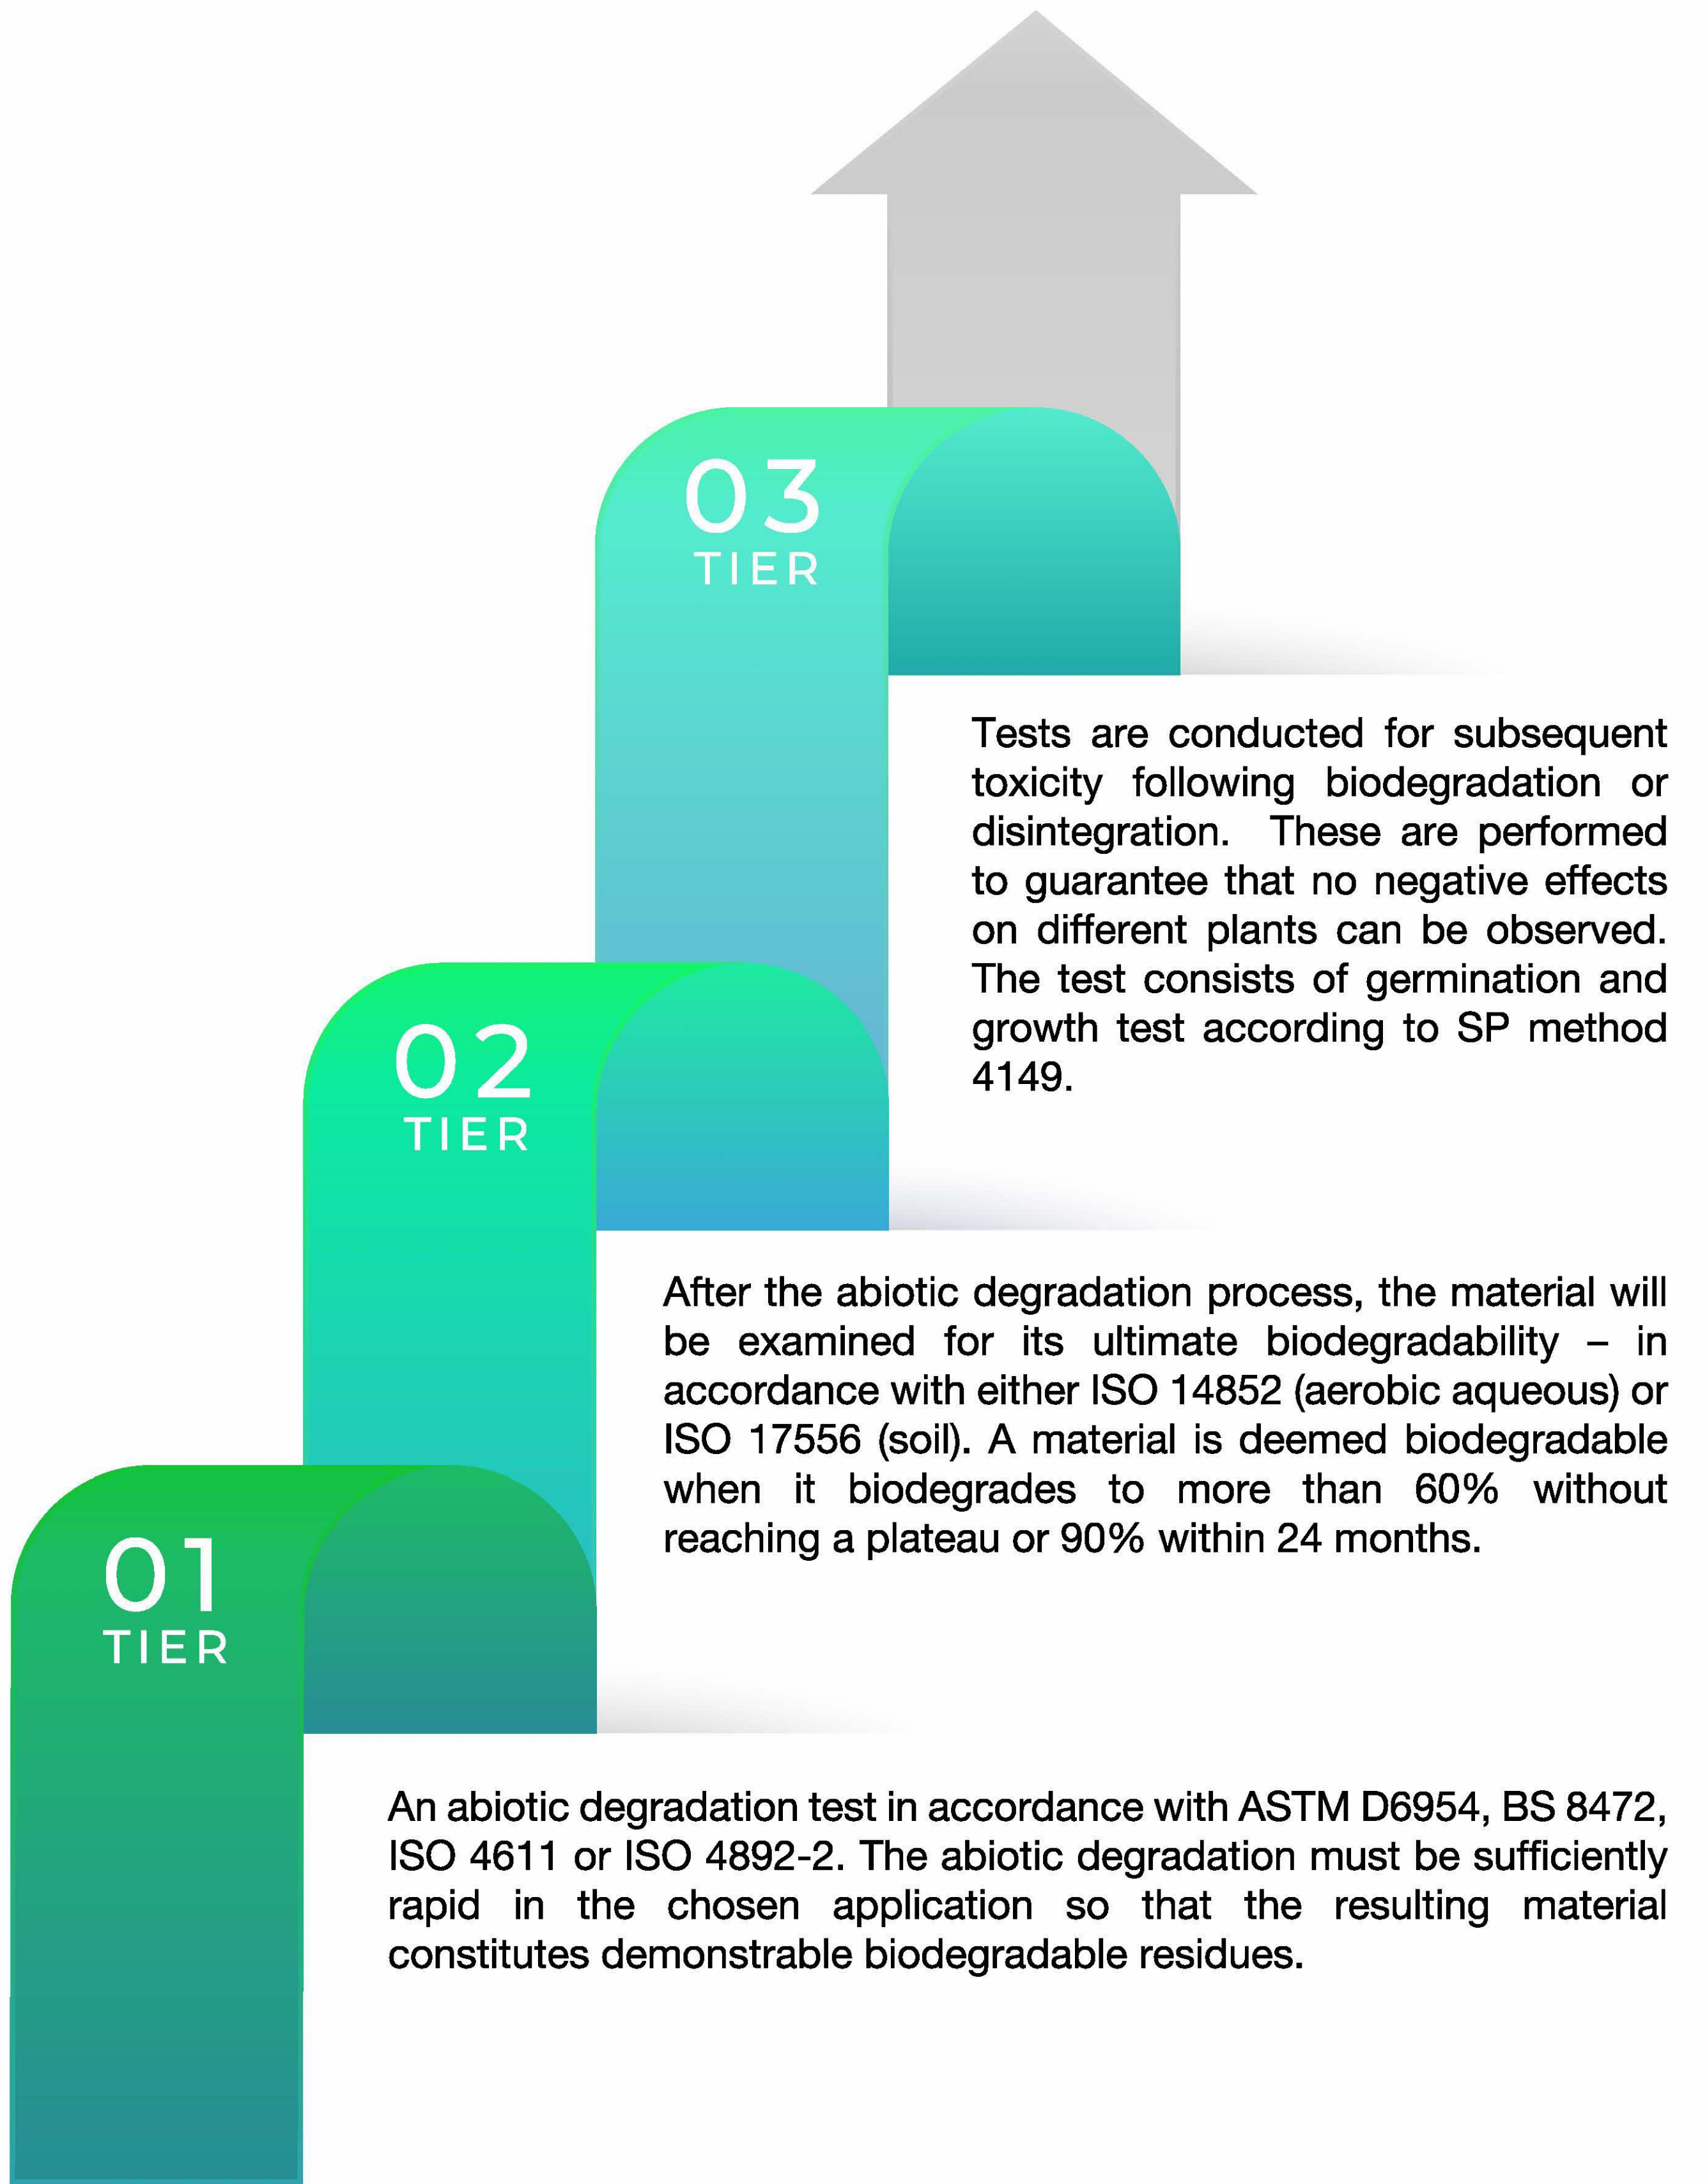 03
TIER
Tests are conducted for subsequent
toxicity following biodegradation or
disintegration. These are performed
to guarantee that no negative effects
on different plants can be observed.
The test consists of germination and
growth test according to SP method
4149.
02
TIER
After the abiotic degradation process, the material will
be examined for its ultimate biodegradability – in
accordance with either ISO 14852 (aerobic aqueous) or
ISO 17556 (soil). A material is deemed biodegradable
when it biodegrades to more than 60% without
reaching a plateau or 90% within 24 months.
01
TIER
An abiotic degradation test in accordance with ASTM D6954, BS 8472,
ISO 4611 or ISO 4892-2. The abiotic degradation must be sufficiently
rapid in the chosen application so that the resulting material
constitutes demonstrable biodegradable residues.